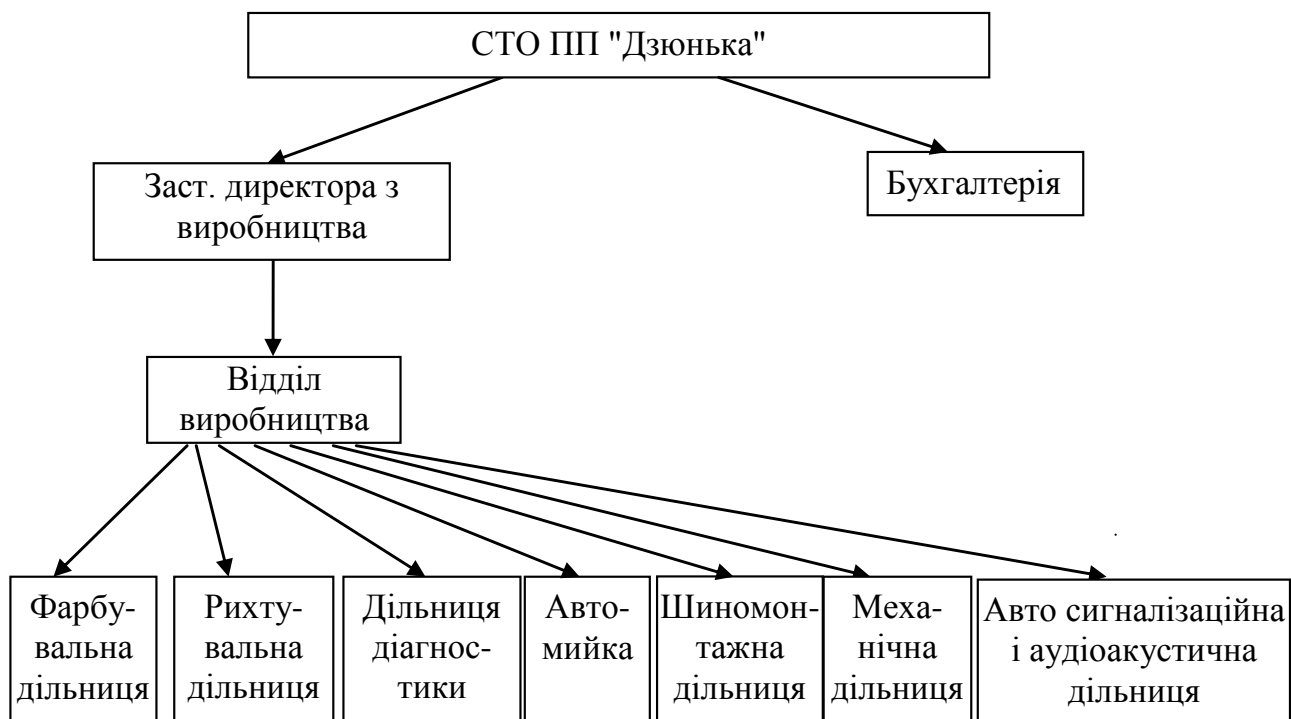 СТО ПП "Дзюнька"
Заст. директора з
виробництва
Бухгалтерія
Відділ
виробництва
Фарбу-
вальна
дільниця
Рихту-
вальна
дільниця
Дільниця
діагнос-
тики
Авто-
мийка
Шиномон-
тажна
дільниця
Меха-
нічна
дільниця
Авто сигналізаційна
і аудіоакустична
дільниця